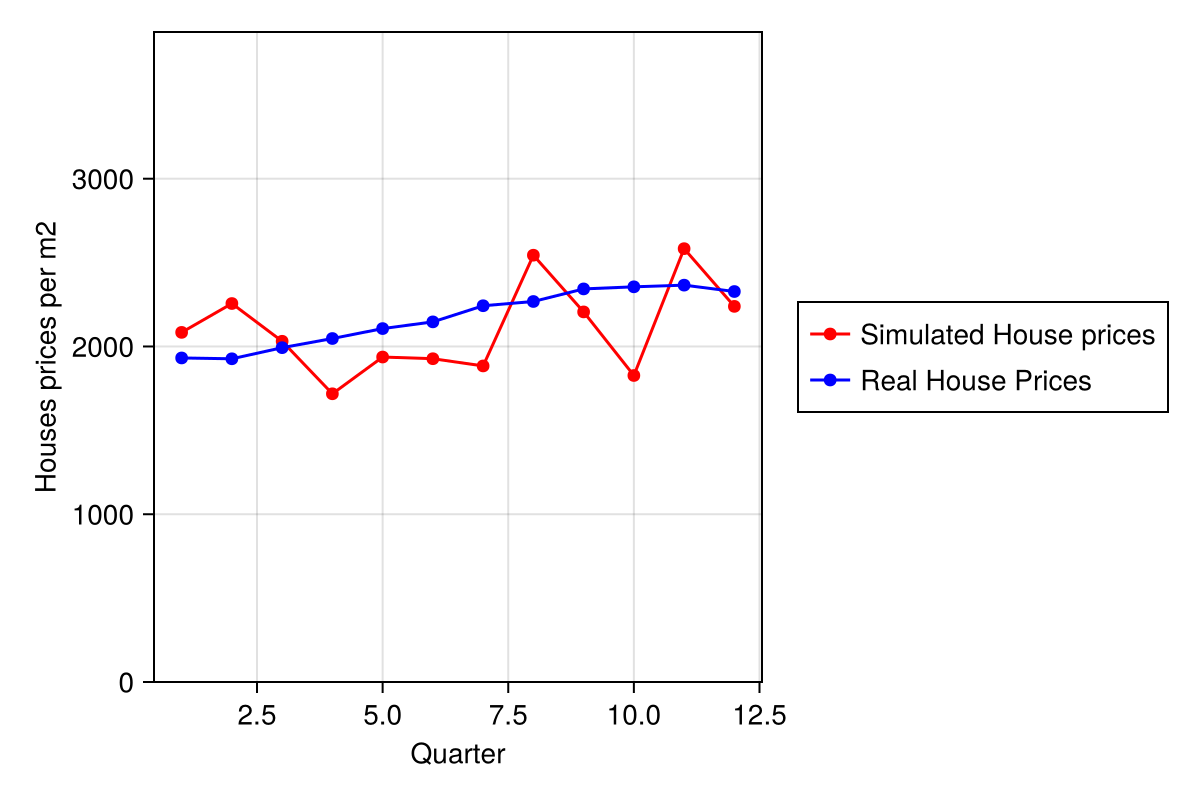 Houses prices per m2
3000
2000
1000
0
2.5 5.0 7.5 10.0 12.5
Quarter
Simulated House prices
Real House Prices